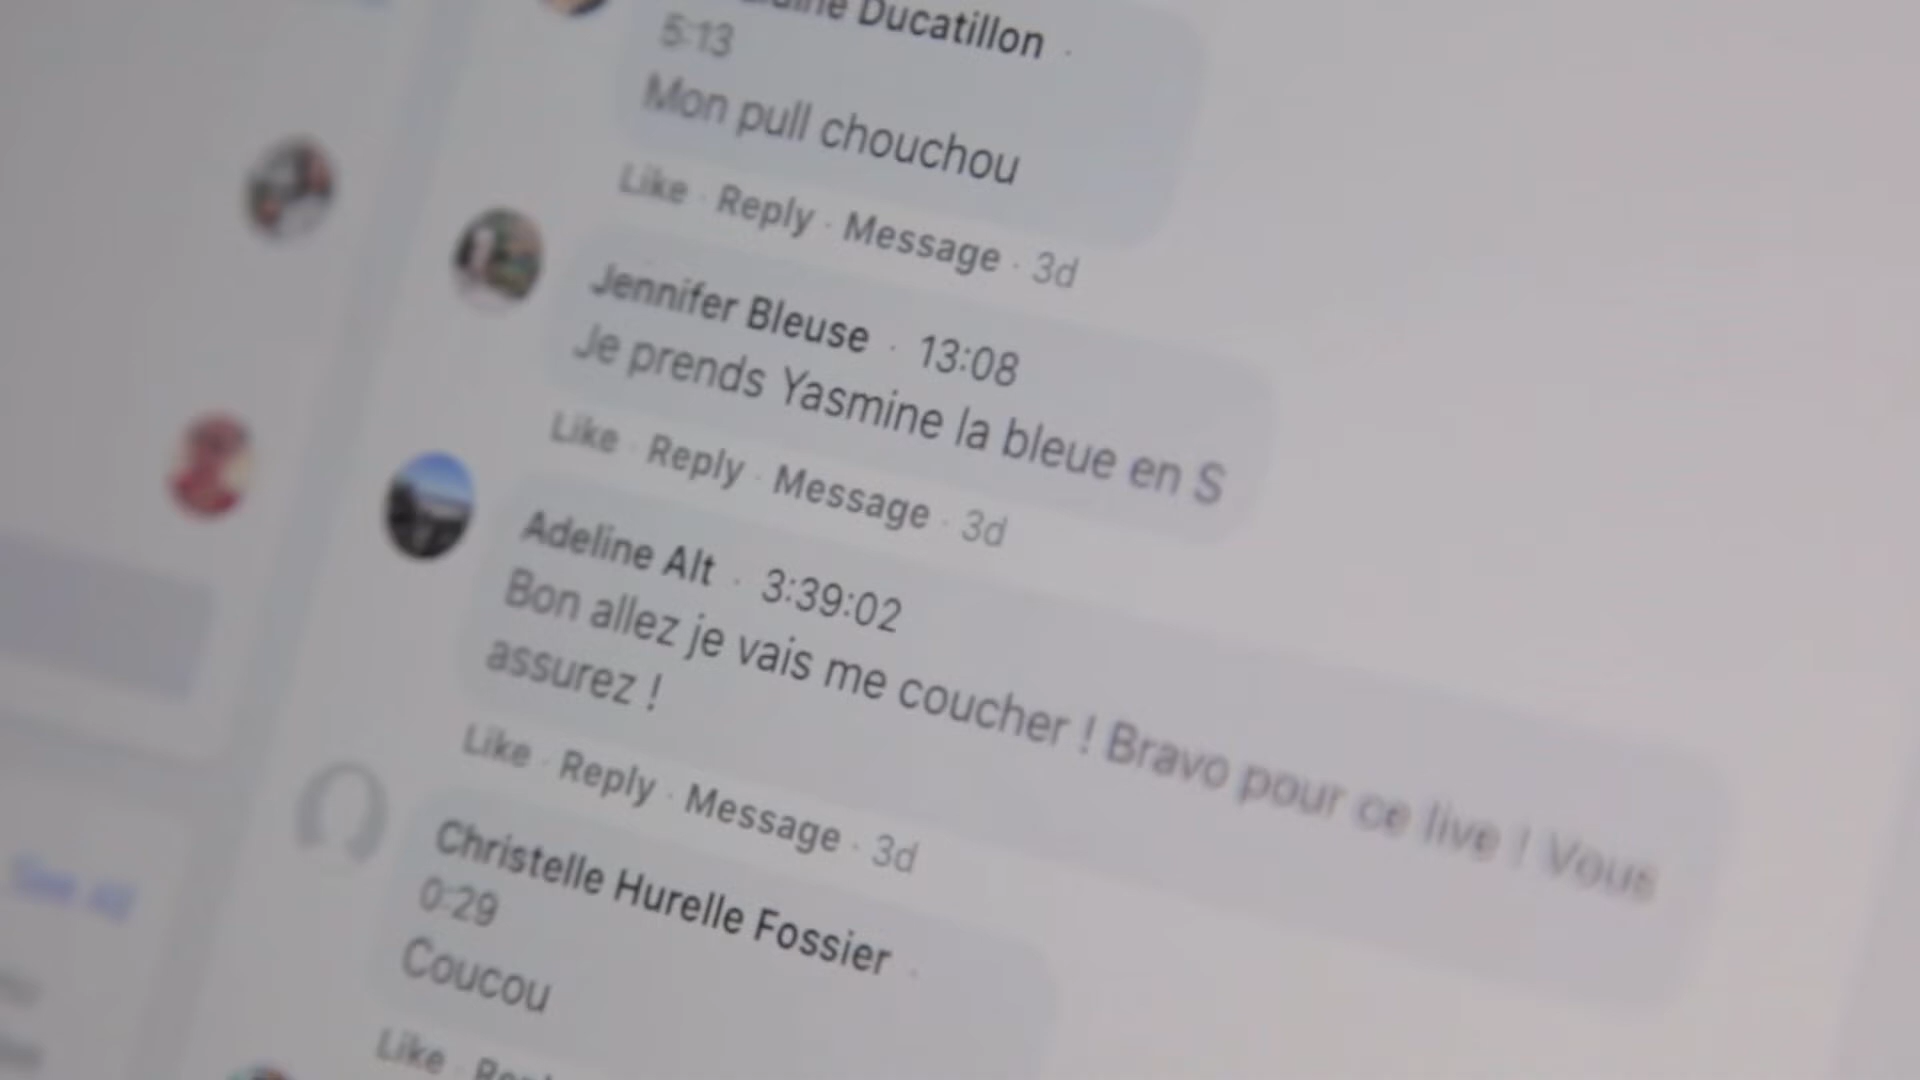 Ducatillon ·
5:13
Mon pull chouchou
Like · Reply · Message · 3d
Jennifer Bleuse · 13:08
Je prends Yasmine la bleue en S
Like · Reply · Message · 3d
Adeline Alt · 3:39:02
Bon allez je vais me coucher ! Bravo pour ce live ! Vous
assurez !
Like · Reply · Message · 3d
Christelle Hurelle Fossier ·
0:29
Coucou
Like ·
See All